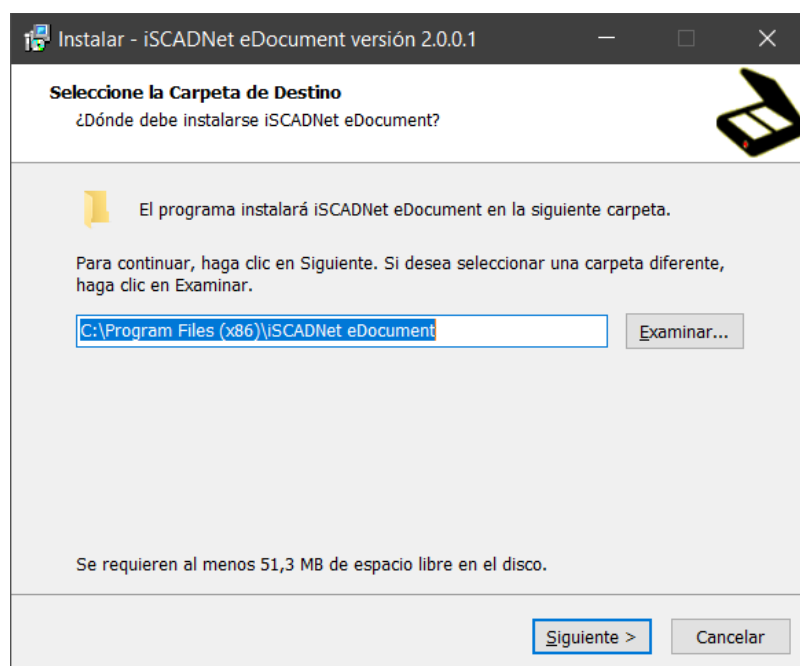 Instalar - iSCADNet eDocument versión 2.0.0.1
Seleccione la Carpeta de Destino
¿Dónde debe instalarse iSCADNet eDocument?
El programa instalará iSCADNet eDocument en la siguiente carpeta.
Para continuar, haga clic en Siguiente. Si desea seleccionar una carpeta diferente,
haga clic en Examinar.
C:\Program Files (x86)\iSCADNet eDocument
Examinar...
Se requieren al menos 51,3 MB de espacio libre en el disco.
Siguiente >
Cancelar